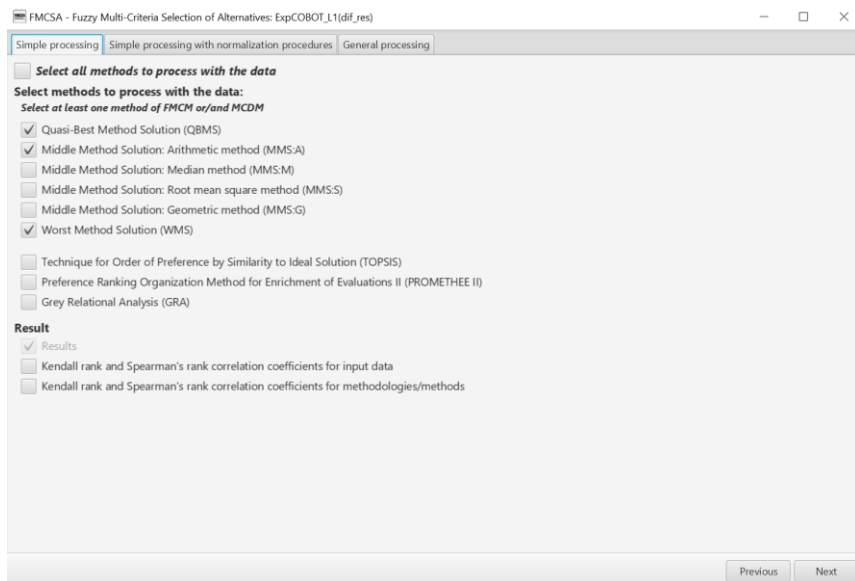 FMCSA - Fuzzy Multi-Criteria Selection of Alternatives: ExpCOBOT_L1(dif_res)
Simple processing Simple processing with normalization procedures General processing
Select all methods to process with the data
Select methods to process with the data:
Select at least one method of FMCM or/and MCDM
Quasi-Best Method Solution (QBMS)
Middle Method Solution: Arithmetic method (MMS:A)
Middle Method Solution: Median method (MMS:M)
Middle Method Solution: Root mean square method (MMS:S)
Middle Method Solution: Geometric method (MMS:G)
Worst Method Solution (WMS)
Technique for Order of Preference by Similarity to Ideal Solution (TOPSIS)
Preference Ranking Organization Method for Enrichment of Evaluations II (PROMETHEE II)
Grey Relational Analysis (GRA)
Result
Results
Kendall rank and Spearman's rank correlation coefficients for input data
Kendall rank and Spearman's rank correlation coefficients for methodologies/methods
Previous Next